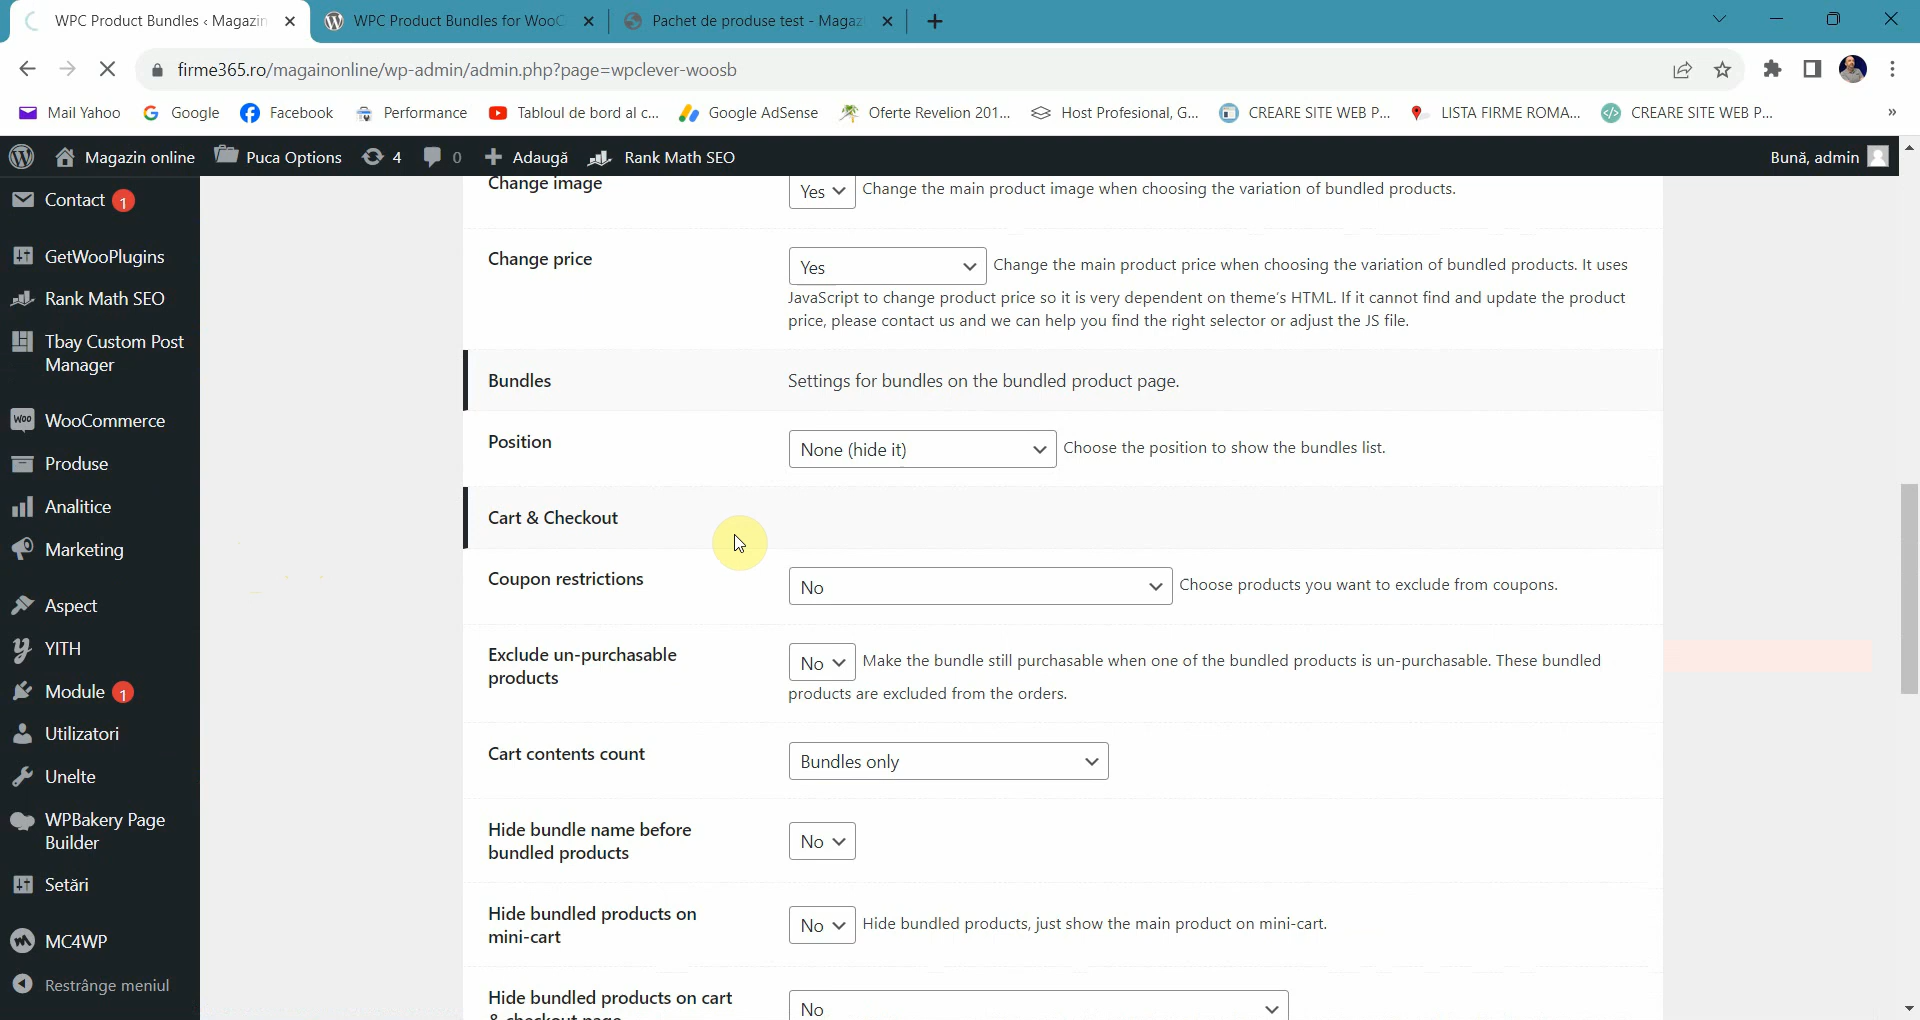 WPC Product Bundles ‹ Magazin
WPC Product Bundles for WooC
Pachet de produse test - Magaz
firme365.ro/magainonline/wp-admin/admin.php?page=wpclever-woosb
Mail Yahoo
Google
Facebook
Performance
Tabloul de bord al c...
Google AdSense
Oferte Revelion 201...
Host Profesional, G...
CREARE SITE WEB P...
LISTA FIRME ROMA...
CREARE SITE WEB P...
»
Magazin online
Puca Options
4
0
Adaugă
Rank Math SEO
Bună, admin
Contact 1
GetWooPlugins
Rank Math SEO
Tbay Custom Post
Manager
WooCommerce
Produse
Analitice
Marketing
Aspect
YITH
Module 1
Utilizatori
Unelte
WPBakery Page
Builder
Setări
MC4WP
Restrânge meniul
Change image
Yes
Change the main product image when choosing the variation of bundled products.
Change price
Yes
Change the main product price when choosing the variation of bundled products. It uses
JavaScript to change product price so it is very dependent on theme's HTML. If it cannot find and update the product
price, please contact us and we can help you find the right selector or adjust the JS file.
Bundles
Settings for bundles on the bundled product page.
Position
None (hide it)
Choose the position to show the bundles list.
Cart & Checkout
Coupon restrictions
No
Choose products you want to exclude from coupons.
Exclude un-purchasable
products
No
Make the bundle still purchasable when one of the bundled products is un-purchasable. These bundled
products are excluded from the orders.
Cart contents count
Bundles only
Hide bundle name before
bundled products
No
Hide bundled products on
mini-cart
No
Hide bundled products, just show the main product on mini-cart.
Hide bundled products on cart
& checkout page
No